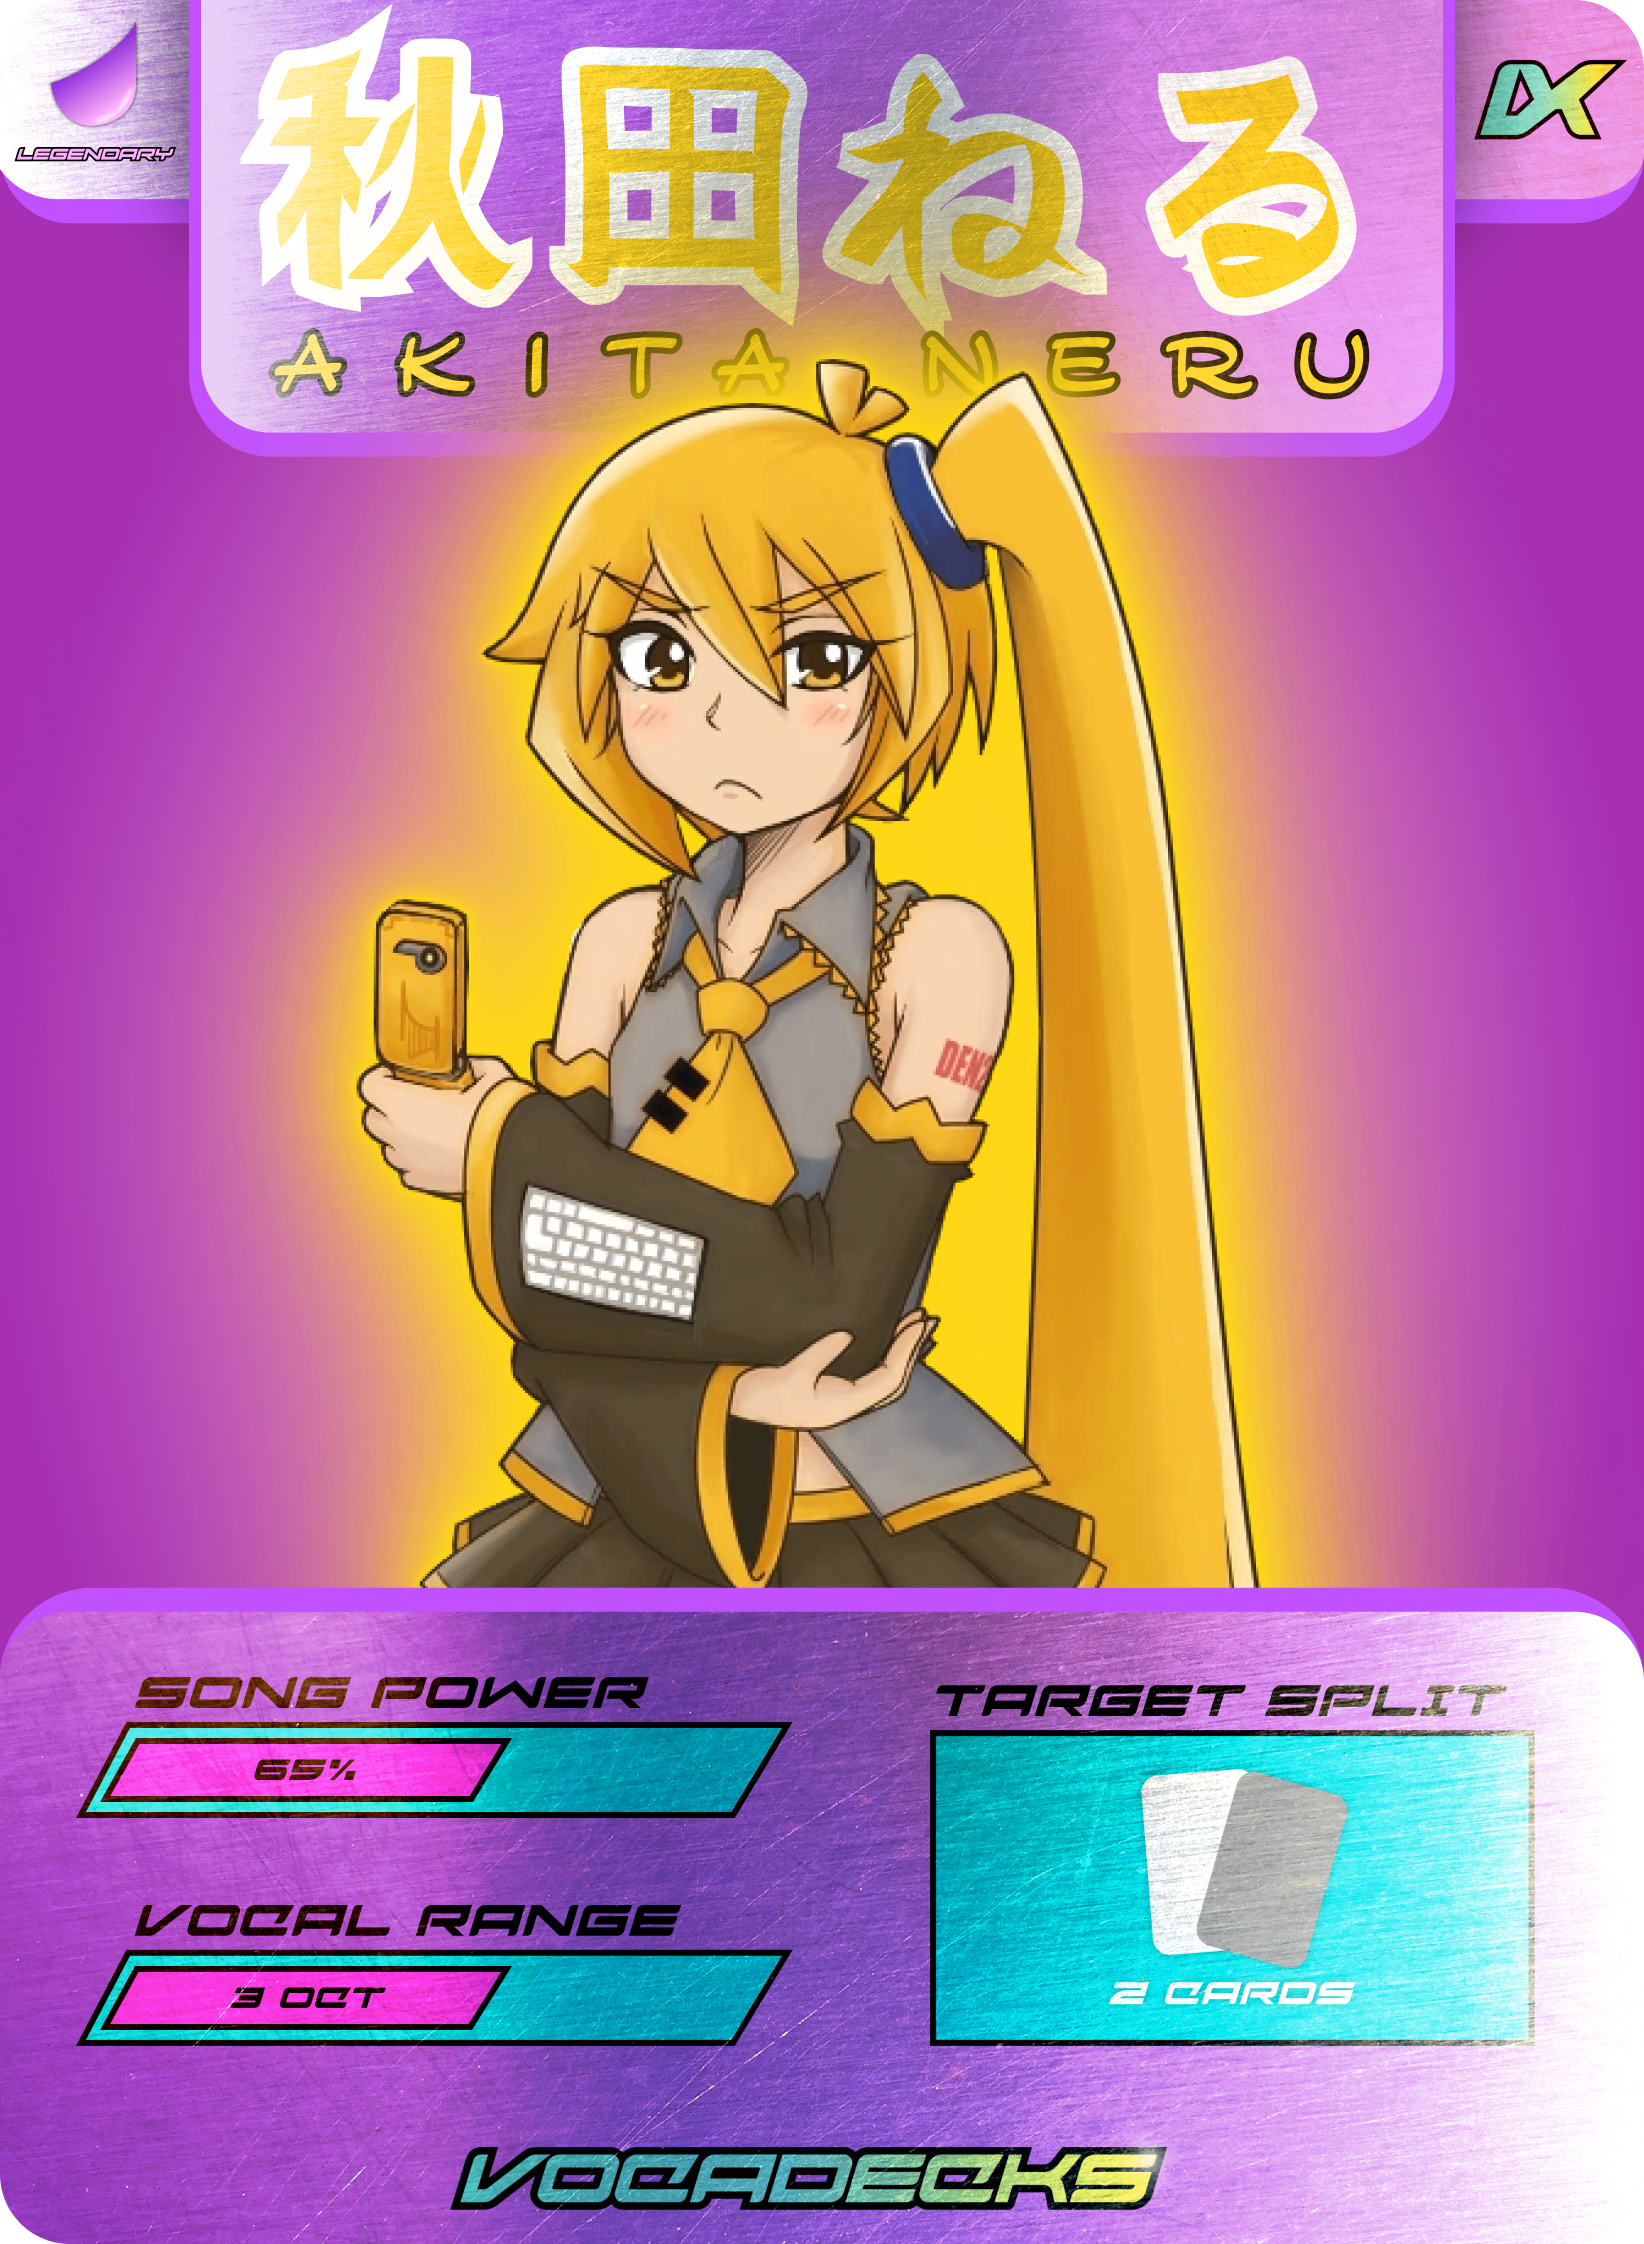 LEGENDARY
秋田ねる
AKITA NERU
SONG POWER
65%
VOCAL RANGE
3 OCT
TARGET SPLIT
2 CARDS
VOCADECKS